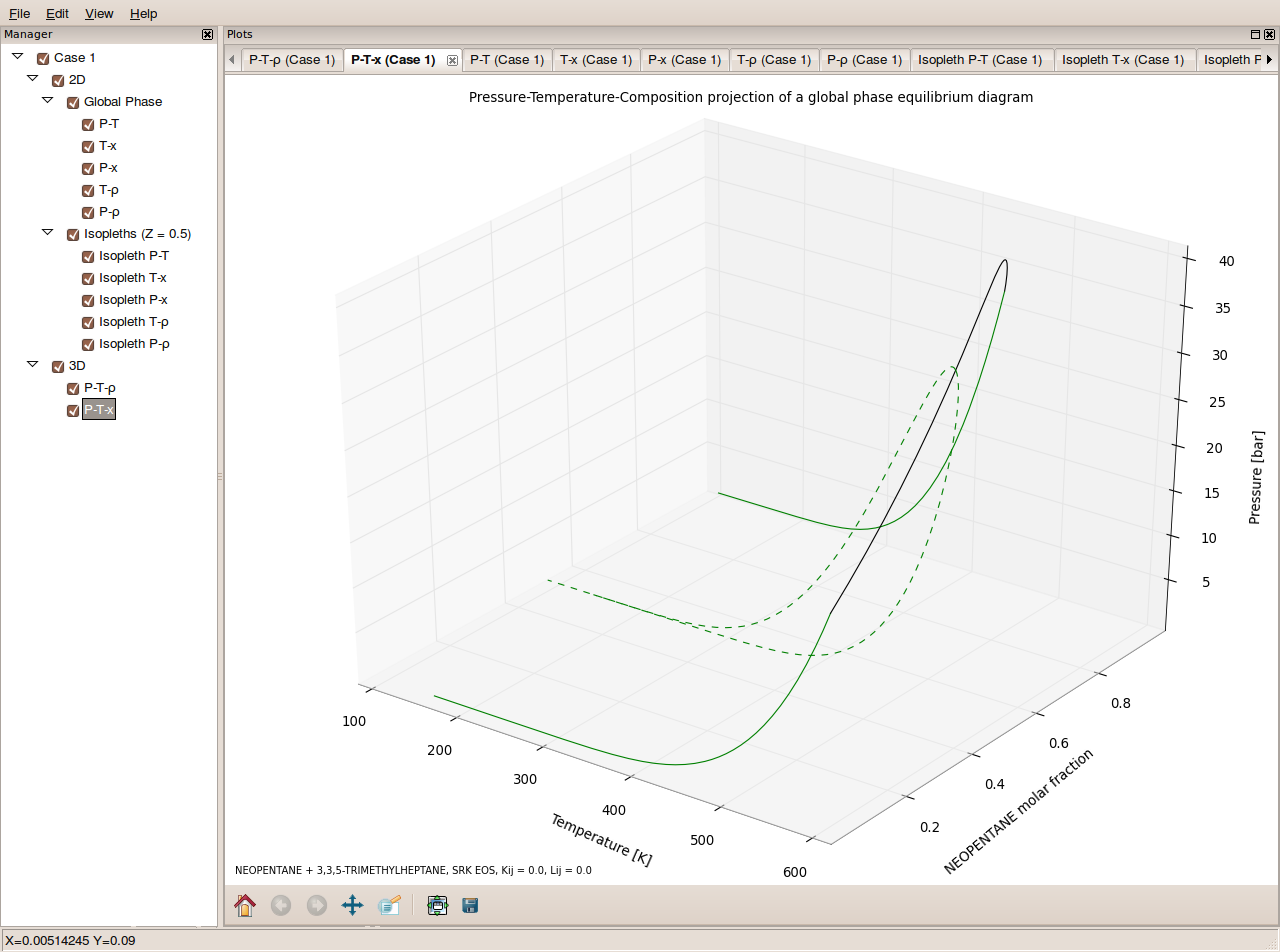 File Edit View Help
Manager
Plots
P-T-ρ (Case 1) P-T-x (Case 1) P-T (Case 1) T-x (Case 1) P-x (Case 1) T-ρ (Case 1) P-ρ (Case 1) Isopleth P-T (Case 1) Isopleth T-x (Case 1) Isopleth P
Case 1
2D
Global Phase
P-T
T-x
P-x
T-ρ
P-ρ
Isopleths (Z = 0.5)
Isopleth P-T
Isopleth T-x
Isopleth P-x
Isopleth T-ρ
Isopleth P-ρ
3D
P-T-ρ
P-T-x
Pressure-Temperature-Composition projection of a global phase equilibrium diagram
40
35
30
25
20
15
10
5
Pressure [bar]
100
200
300
400
500
600
Temperature [K]
0.2
0.4
0.6
0.8
NEOPENTANE molar fraction
NEOPENTANE + 3,3,5-TRIMETHYLHEPTANE, SRK EOS, Kij = 0.0, Lij = 0.0
X=0.00514245 Y=0.09